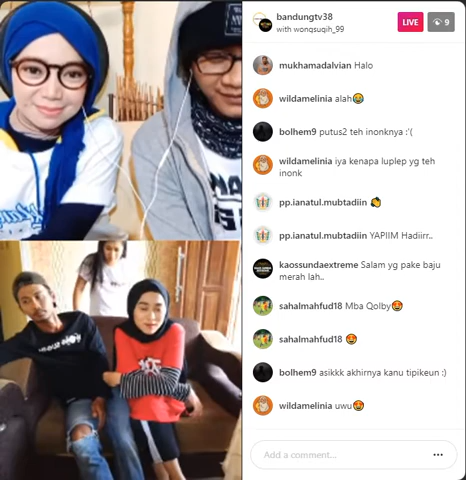 bandungtv38
with wonqsuqih_99
LIVE
9
mukhamadalvian Halo
wildamelinia alah😂
bolhem9 putus2 teh inonknya :'(
wildamelinia iya kenapa luplep yg teh
inonk
pp.ianatul.mubtadiin 👏
pp.ianatul.mubtadiin YAPIIM Hadiirr..
kaossundaextreme Salam yg pake baju
merah lah..
sahalmahfud18 Mba Qolby🤩
sahalmahfud18 🤩
bolhem9 asikkk akhirnya kanu tipikeun :)
wildamelinia uwu🤩
Add a comment...